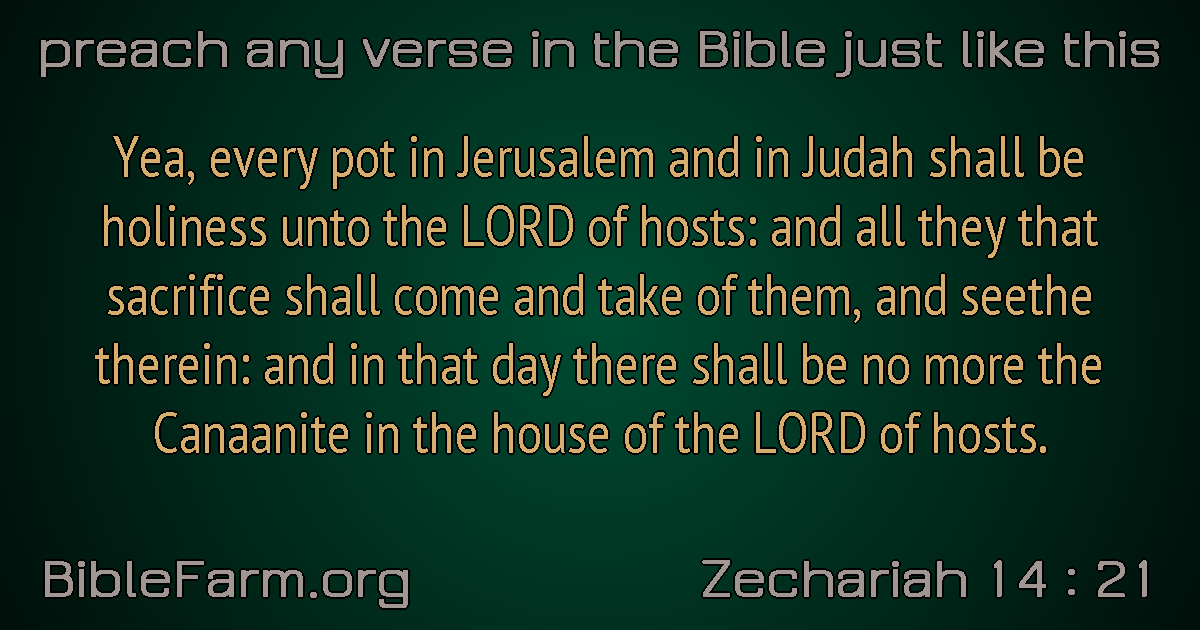 preach any verse in the Bible just like this
Yea, every pot in Jerusalem and in Judah shall be
holiness unto the LORD of hosts: and all they that
sacrifice shall come and take of them, and seethe
therein: and in that day there shall be no more the
Canaanite in the house of the LORD of hosts.
BibleFarm.org
Zechariah 14 : 21